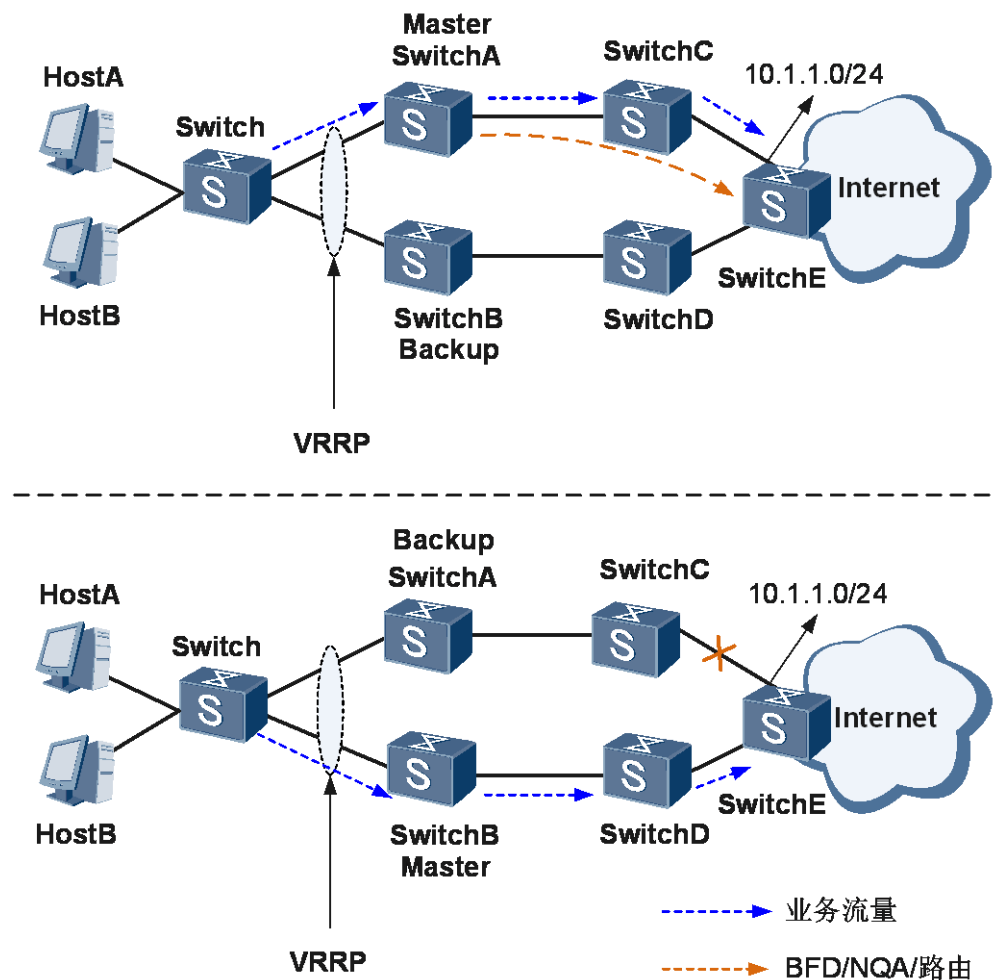 Master
SwitchA
SwitchC
HostA
10.1.1.0/24
Switch
S
S
S
S
Internet
HostB
S
S
SwitchE
SwitchB
Backup
SwitchD
VRRP
Backup
SwitchA
SwitchC
HostA
10.1.1.0/24
Switch
S
S
S
S
Internet
HostB
S
S
SwitchE
SwitchB
Master
SwitchD
VRRP
业务流量
BFD/NQA/路由